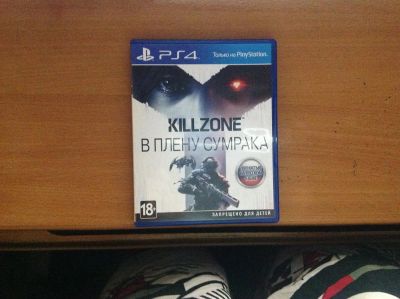 PS4
Только на PlayStation
KILLZONE
В ПЛЕНУ СУМРАКА
18+
ЗАПРЕЩЕНО ДЛЯ ДЕТЕЙ